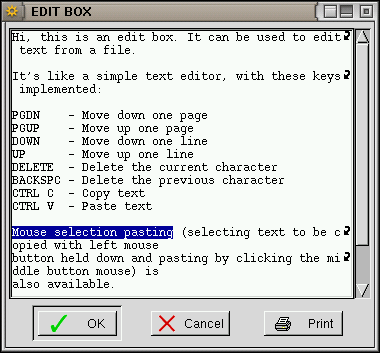 EDIT BOX
Hi, this is an edit box. It can be used to edit
text from a file.
It's like a simple text editor, with these keys
implemented:
PGDN - Move down one page
PGUP - Move up one page
DOWN - Move down one line
UP - Move up one line
DELETE - Delete the current character
BACKSPC - Delete the previous character
CTRL C - Copy text
CTRL V - Paste text
Mouse selection pasting (selecting text to be c
opied with left mouse
button held down and pasting by clicking the mi
ddle button mouse) is
also available.
OK Cancel Print